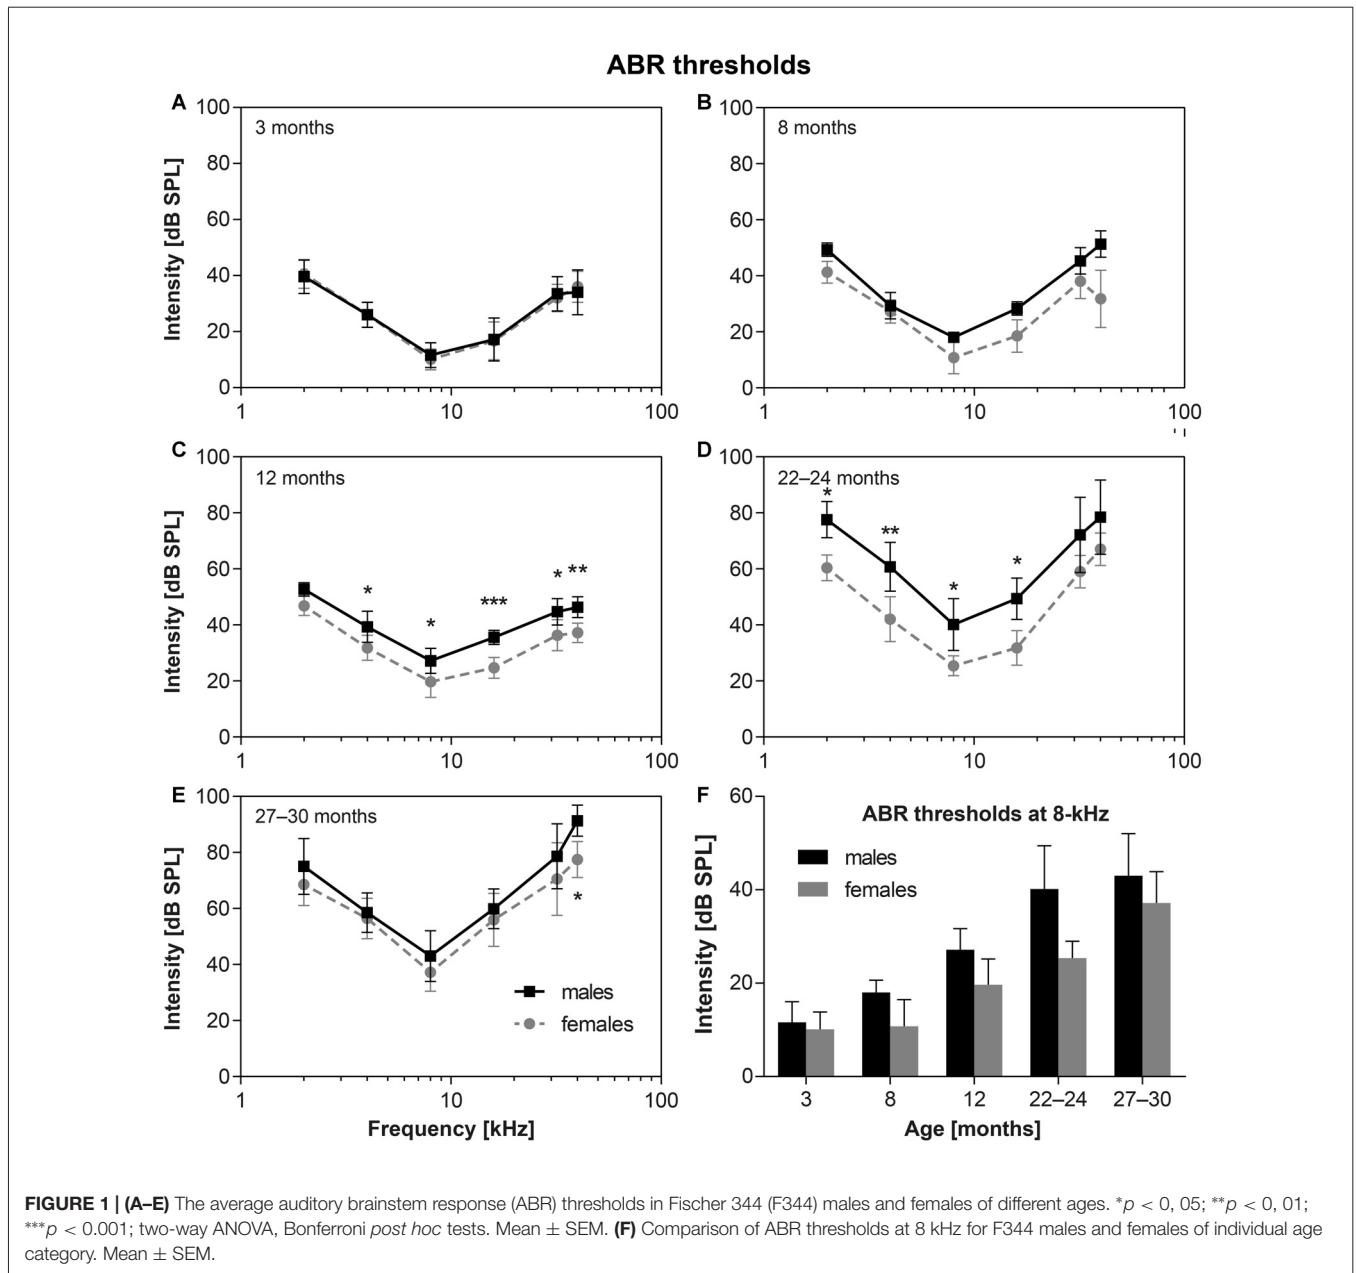 ABR thresholds
A
3 months
Intensity [dB SPL]
100
80
60
40
20
0
1
10
100
B
8 months
100
80
60
40
20
0
1
10
100
C
12 months
Intensity [dB SPL]
100
80
60
40
20
0
1
10
100
*
*
***
*
**
D
22–24 months
100
80
60
40
20
0
1
10
100
*
**
*
*
E
27–30 months
Intensity [dB SPL]
100
80
60
40
20
0
1
10
100
*
males
females
Frequency [kHz]
F
ABR thresholds at 8-kHz
males
females
Intensity [dB SPL]
60
40
20
0
3
8
12
22–24
27–30
Age [months]
FIGURE 1 | (A–E) The average auditory brainstem response (ABR) thresholds in Fischer 344 (F344) males and females of different ages. *p < 0, 05; **p < 0, 01;
***p < 0.001; two-way ANOVA, Bonferroni post hoc tests. Mean ± SEM. (F) Comparison of ABR thresholds at 8 kHz for F344 males and females of individual age
category. Mean ± SEM.